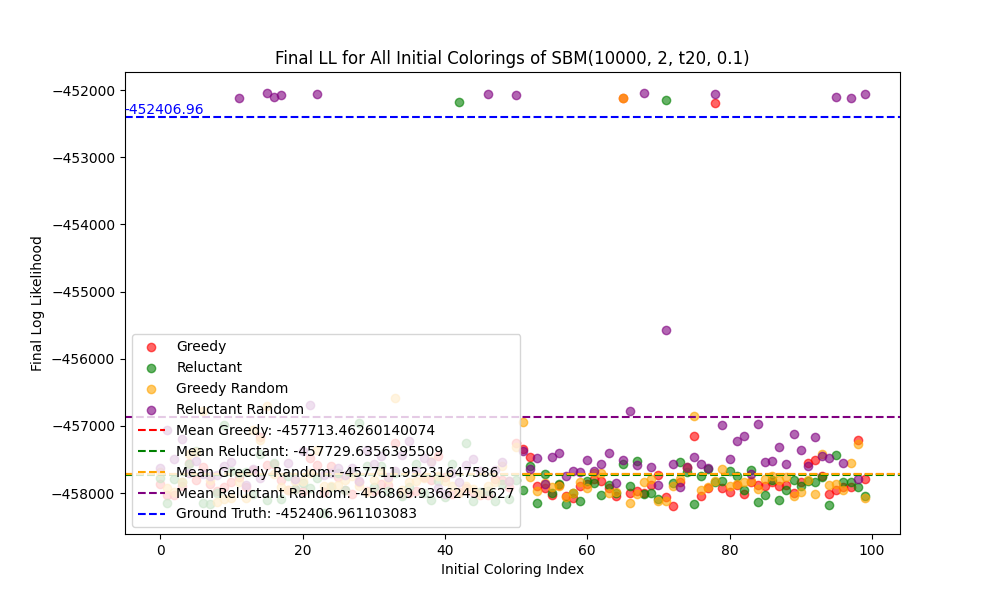 Final LL for All Initial Colorings of SBM(10000, 2, t20, 0.1)
Final Log Likelihood
−452000
−453000
−454000
−455000
−456000
−457000
−458000
-452406.96
Greedy
Reluctant
Greedy Random
Reluctant Random
Mean Greedy: -457713.46260140074
Mean Reluctant: -457729.6356395509
Mean Greedy Random: -457711.95231647586
Mean Reluctant Random: -456869.93662451627
Ground Truth: -452406.961103083
0
20
40
60
80
100
Initial Coloring Index